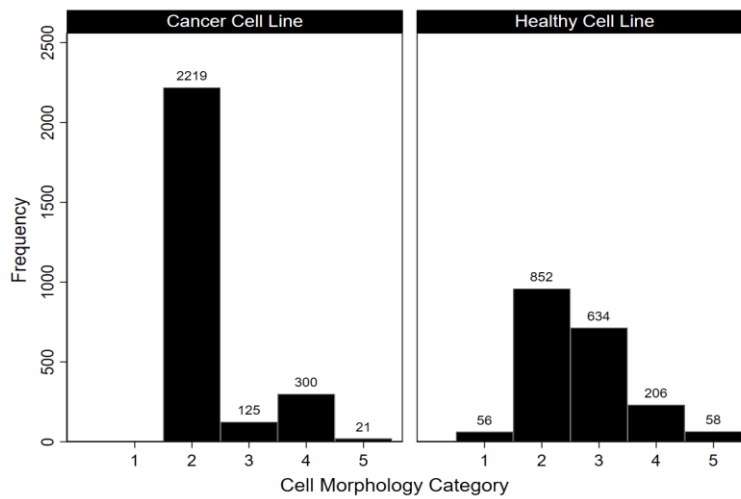 Cancer Cell Line
Healthy Cell Line
Frequency
2500
2000
1500
1000
500
0
2219
125
300
21
852
634
56
206
58
1 2 3 4 5
1 2 3 4 5
Cell Morphology Category